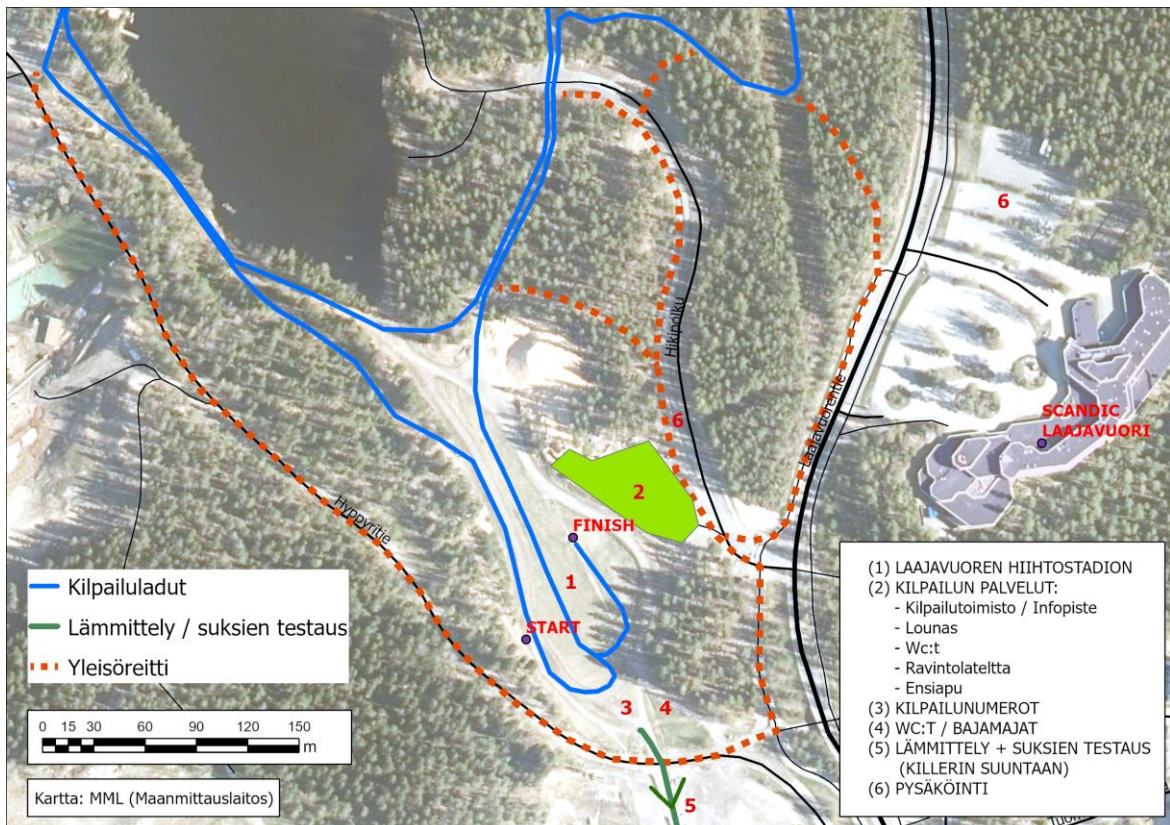 6
Hikipolku
Laajavuorentie
6
SCANDIC
LAAJAVUORI
2
Hyppyritie
FINISH
1
START
3
4
5
Kilpailuladut
Lämmittely / suksien testaus
Yleisöreitti
0 15 30 60 90 120 150
m
Kartta: MML (Maanmittauslaitos)
(1) LAAJAVUOREN HIIHTOSTADION
(2) KILPAILUN PALVELUT:
- Kilpailutoimisto / Infopiste
- Lounas
- Wc:t
- Ravintolateltta
- Ensiapu
(3) KILPAILUNUMEROT
(4) WC:T / BAJAMAJAT
(5) LÄMMITTELY + SUKSIEN TESTAUS
(KILLERIN SUUNTAAN)
(6) PYSÄKÖINTI